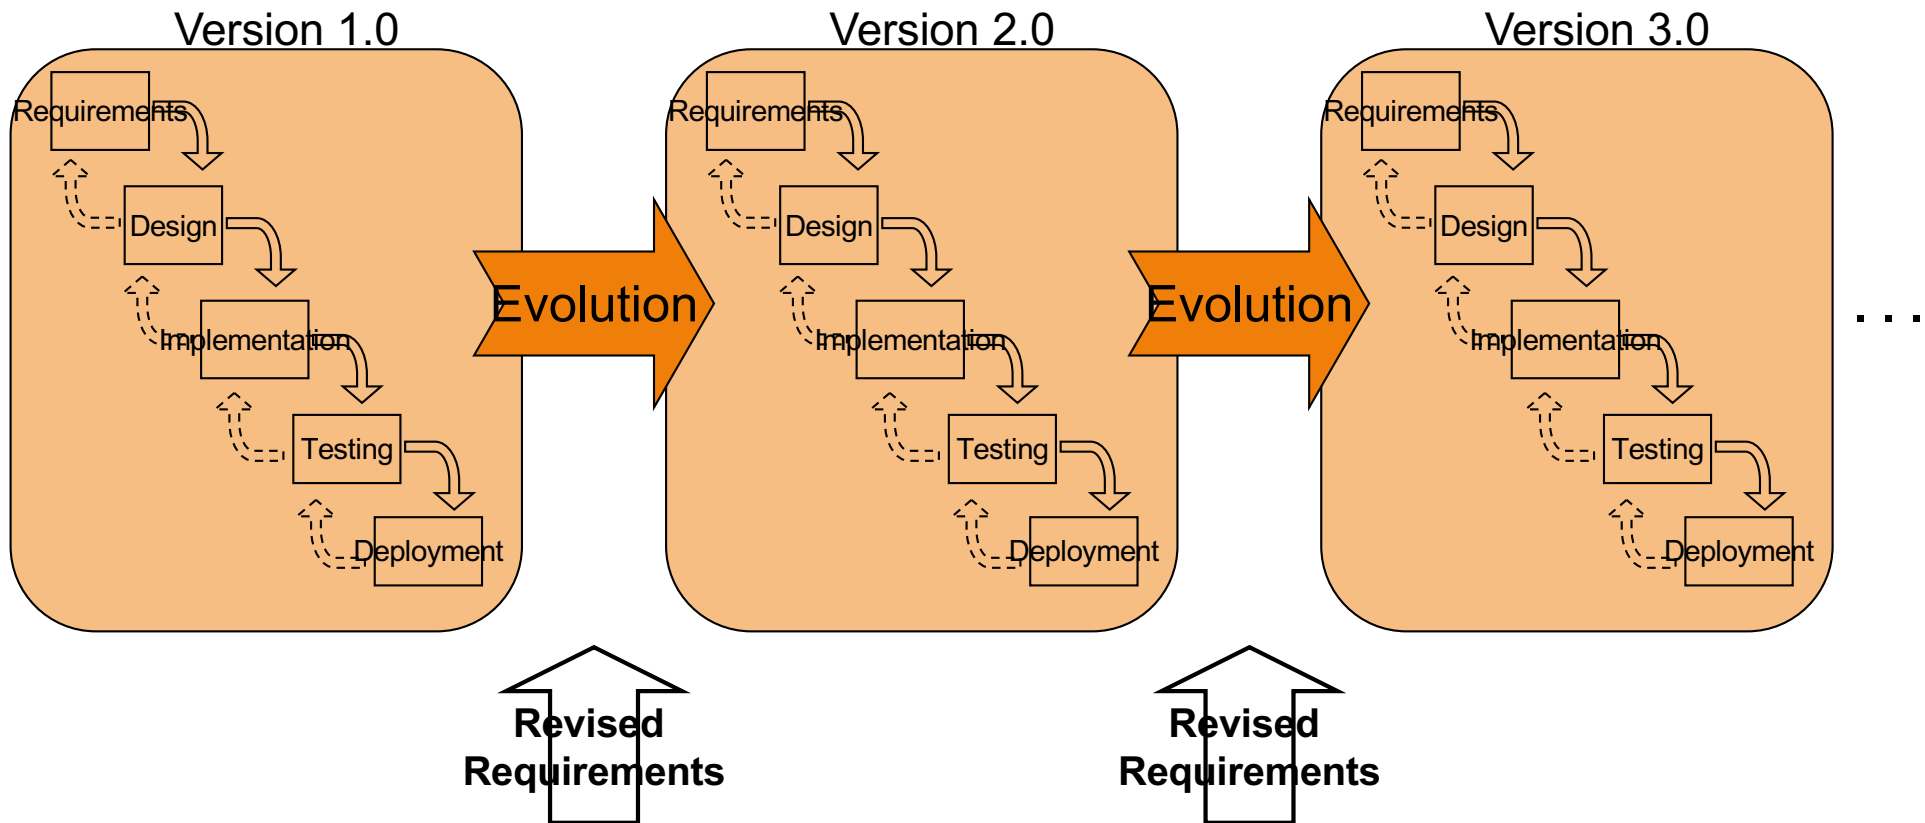 Version 1.0
Requirements
Design
Implementation
Testing
Deployment
Evolution
Revised
Requirements
Version 2.0
Requirements
Design
Implementation
Testing
Deployment
Evolution
Revised
Requirements
Version 3.0
Requirements
Design
Implementation
Testing
Deployment
. . .